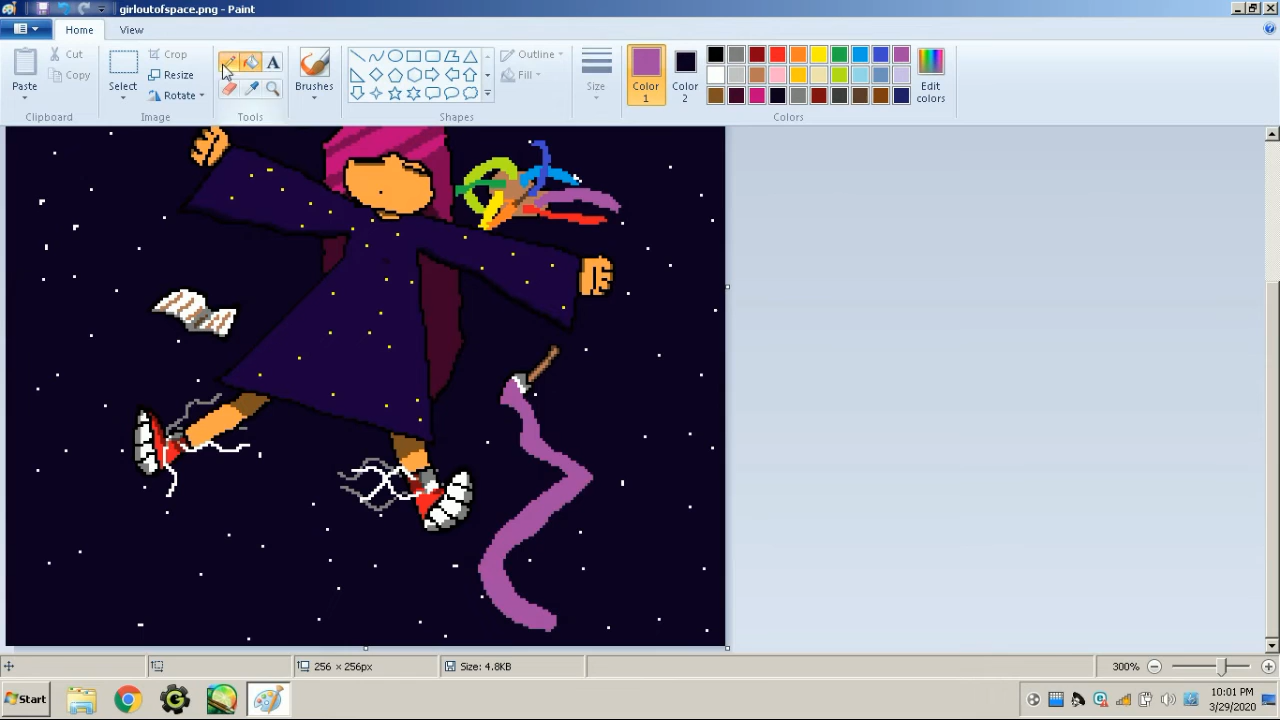 girloutofspace.png - Paint
Home View
Paste Cut Copy Select Crop Resize Rotate A Brushes Outline Fill Size Color 1 Color 2 Edit colors
Clipboard Image Tools Shapes Colors
256 × 256px Size: 4.8KB 300%
Start 10:01 PM
3/29/2020